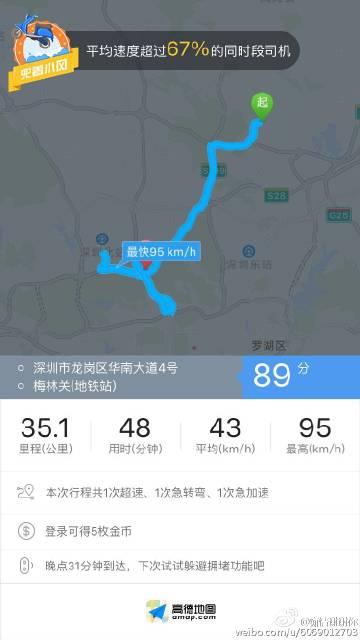 平均速度超过67%的同时段司机
兜着小风
起
S28
G25
深圳东站
最快95 km/h
罗湖区
深圳市龙岗区华南大道4号
梅林关(地铁站)
89 分
35.1 48 43 95
里程(公里) 用时(分钟) 平均(km/h) 最高(km/h)
本次行程共1次超速、1次急转弯、1次急加速
登录可得5枚金币
晚点31分钟到达，下次试试躲避拥堵功能吧
高德地图
amap.com
weibo.com/u/6069012703